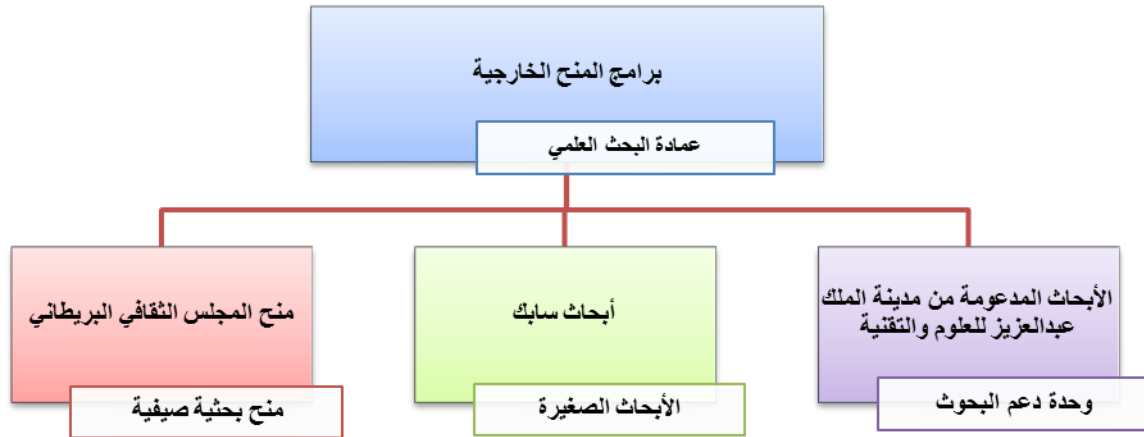 برامج المنح الخارجية
عمادة البحث العلمي
الأبحاث المدعومة من مدينة الملك
عبدالعزيز للعلوم والتقنية
وحدة دعم البحوث
أبحاث سابك
الأبحاث الصغيرة
منح المجلس الثقافي البريطاني
منح بحثية صيفية